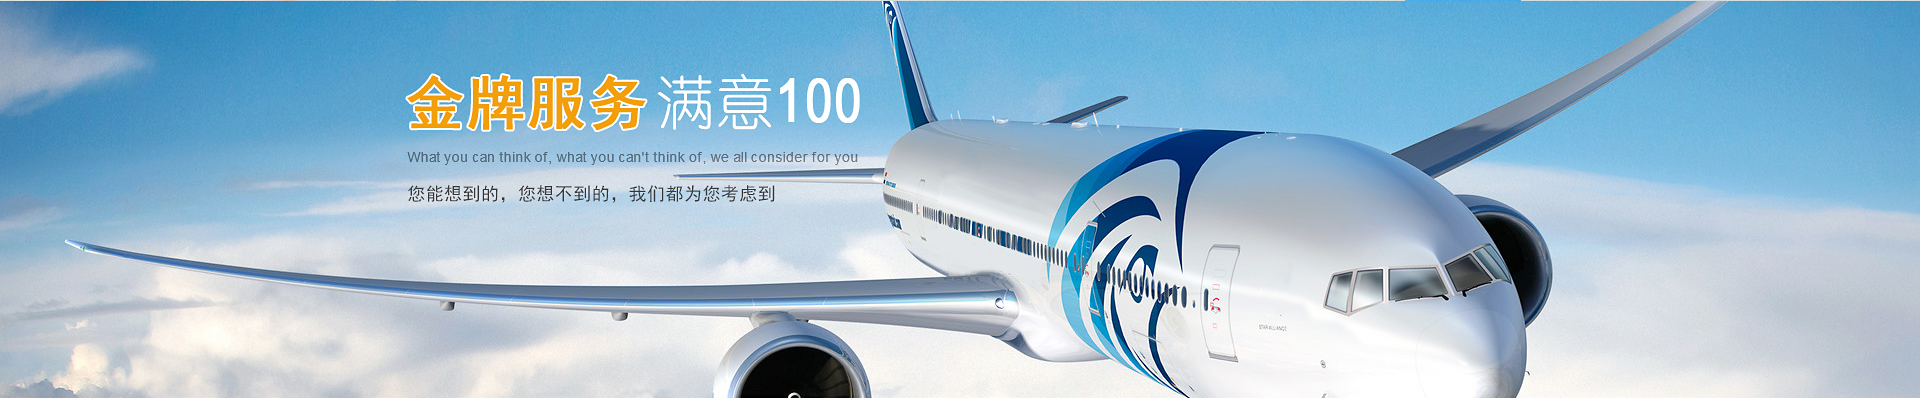 金牌服务 满意100
What you can think of, what you can't think of, we all consider for you
您能想到的，您想不到的，我们都为您考虑到
STAR ALLIANCE